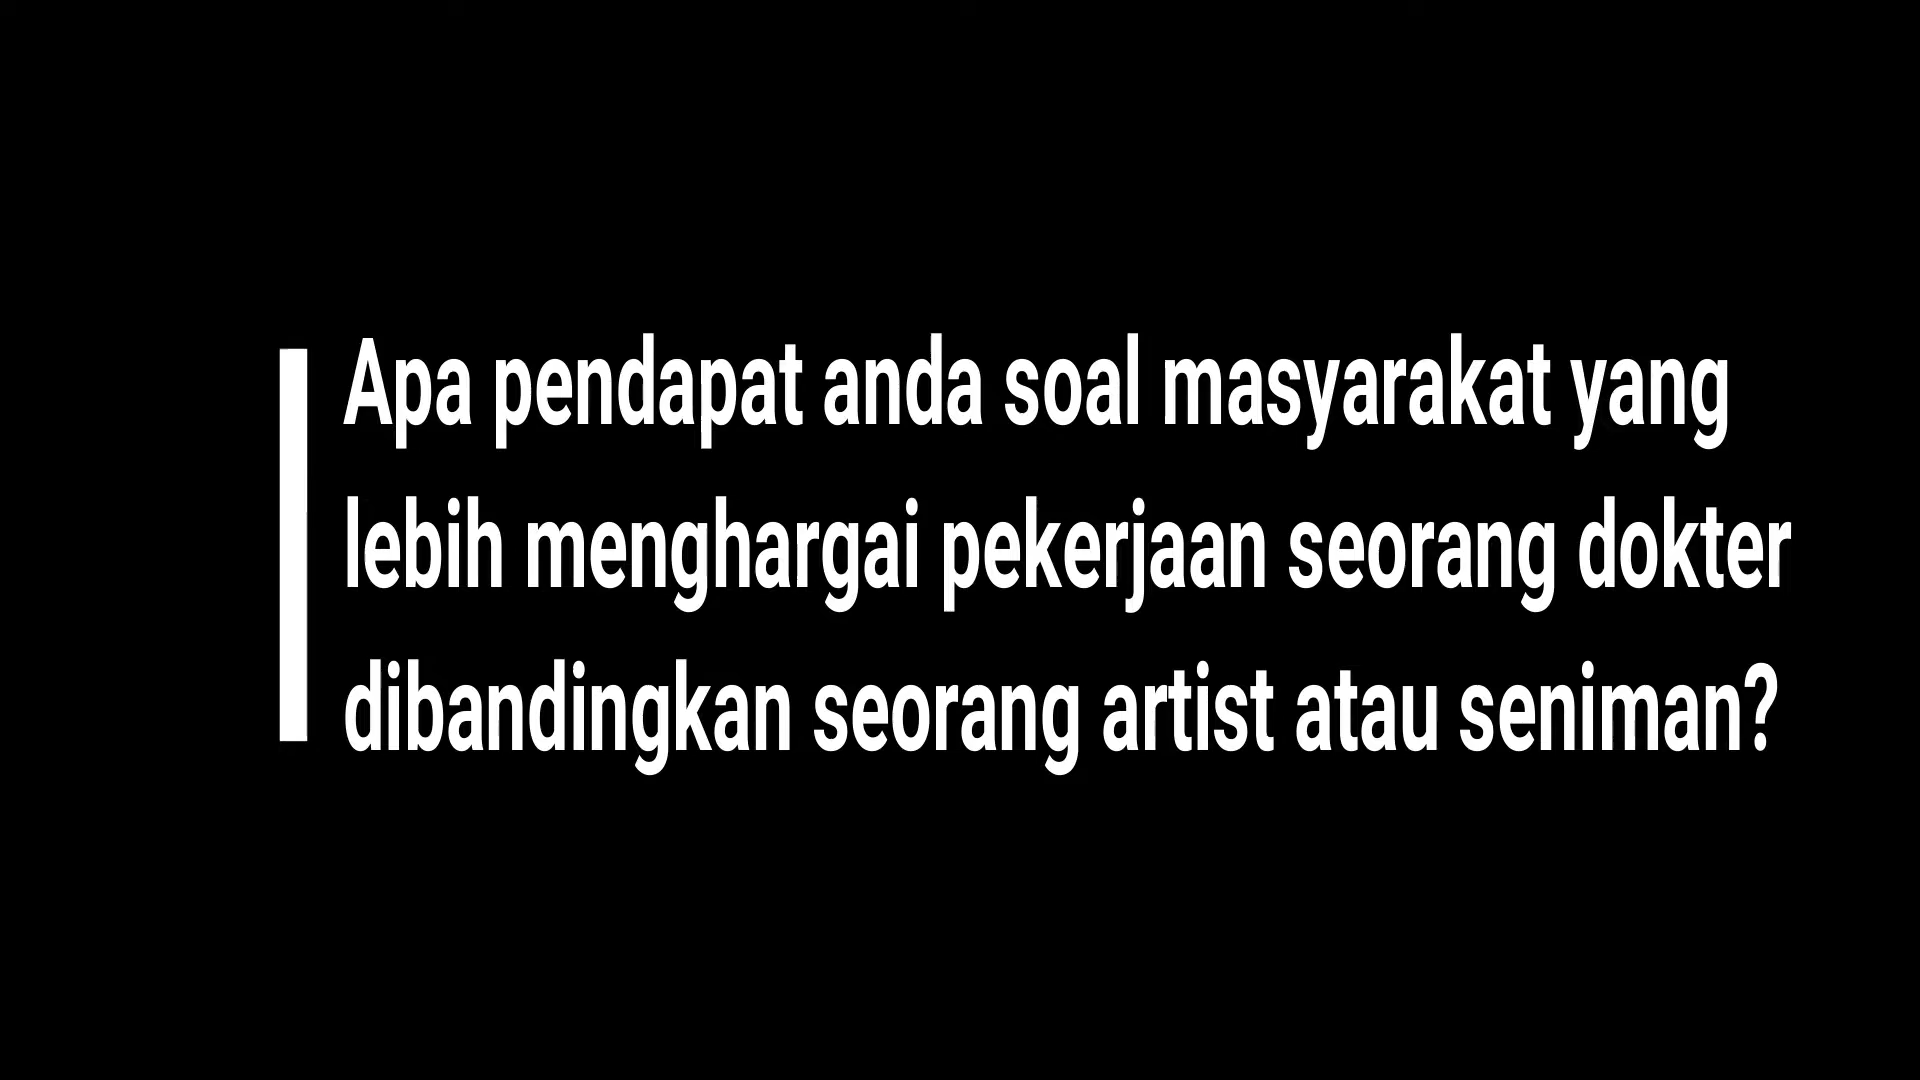 Apa pendapat anda soal masyarakat yang
lebih menghargai pekerjaan seorang dokter
dibandingkan seorang artist atau seniman?